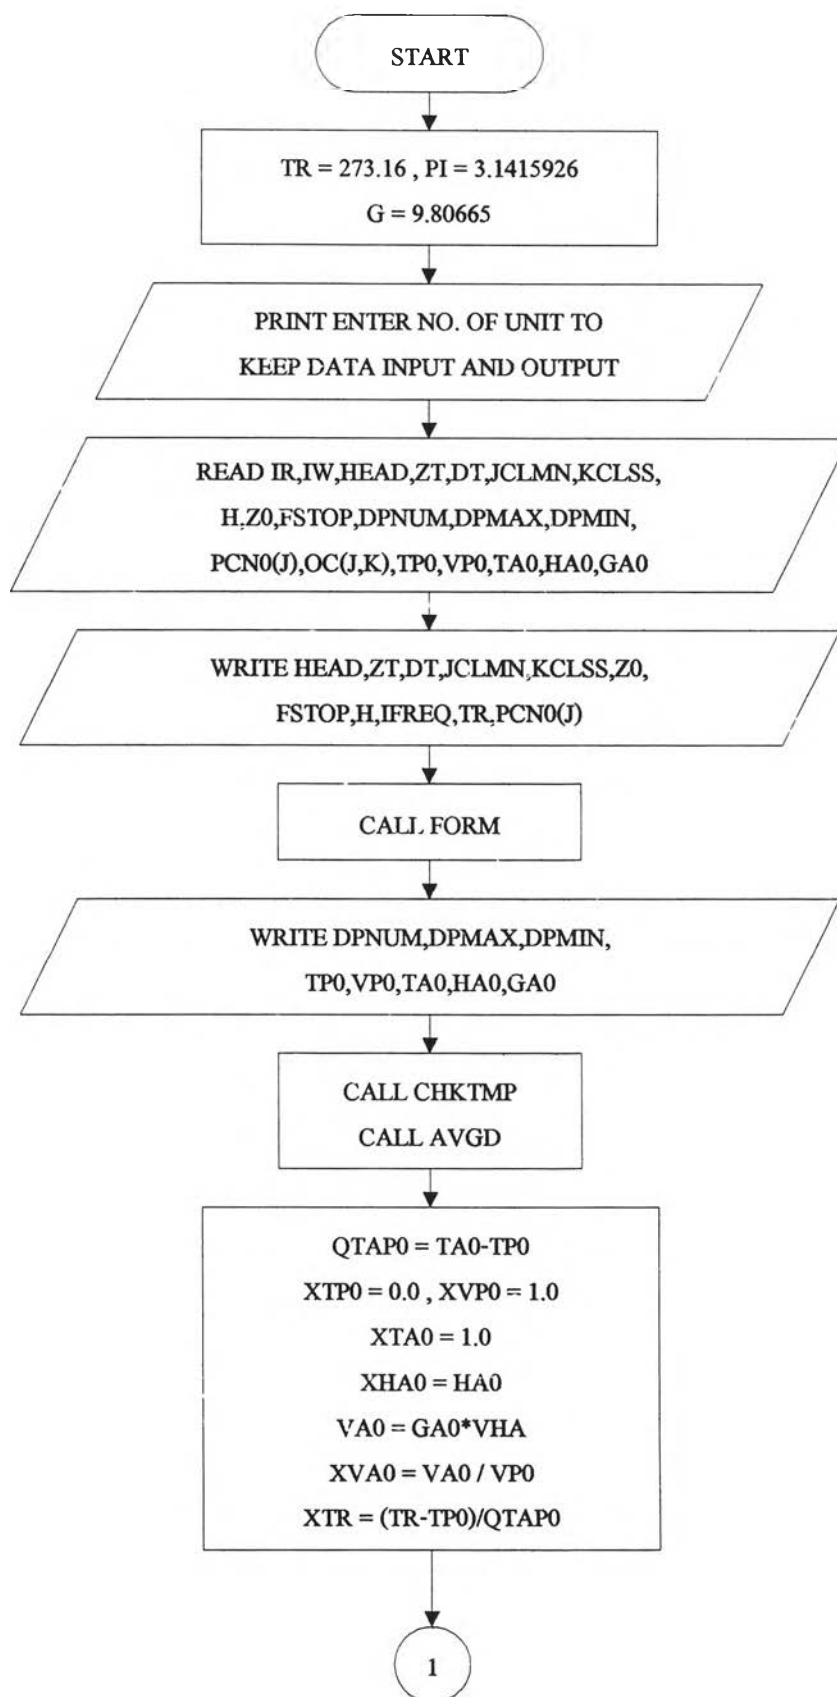 START
TR = 273.16 , PI = 3.1415926
G = 9.80665
PRINT ENTER NO. OF UNIT TO
KEEP DATA INPUT AND OUTPUT
READ IR,IW,HEAD,ZT,DT,JCLMN,KCLSS,
H,Z0,FSTOP,DPNUM,DPMAX,DPMIN,
PCN0(J),OC(J,K),TP0,VP0,TA0,HA0,GA0
WRITE HEAD,ZT,DT,JCLMN,KCLSS,Z0,
FSTOP,H,IFREQ,TR,PCN0(J)
CALL FORM
WRITE DPNUM,DPMAX,DPMIN,
TP0,VP0,TA0,HA0,GA0
CALL CHKTMP
CALL AVGD
QTAP0 = TA0-TP0
XTP0 = 0.0 , XVP0 = 1.0
XTA0 = 1.0
XHA0 = HA0
VA0 = GA0*VHA
XVA0 = VA0 / VP0
XTR = (TR-TP0)/QTAP0
1